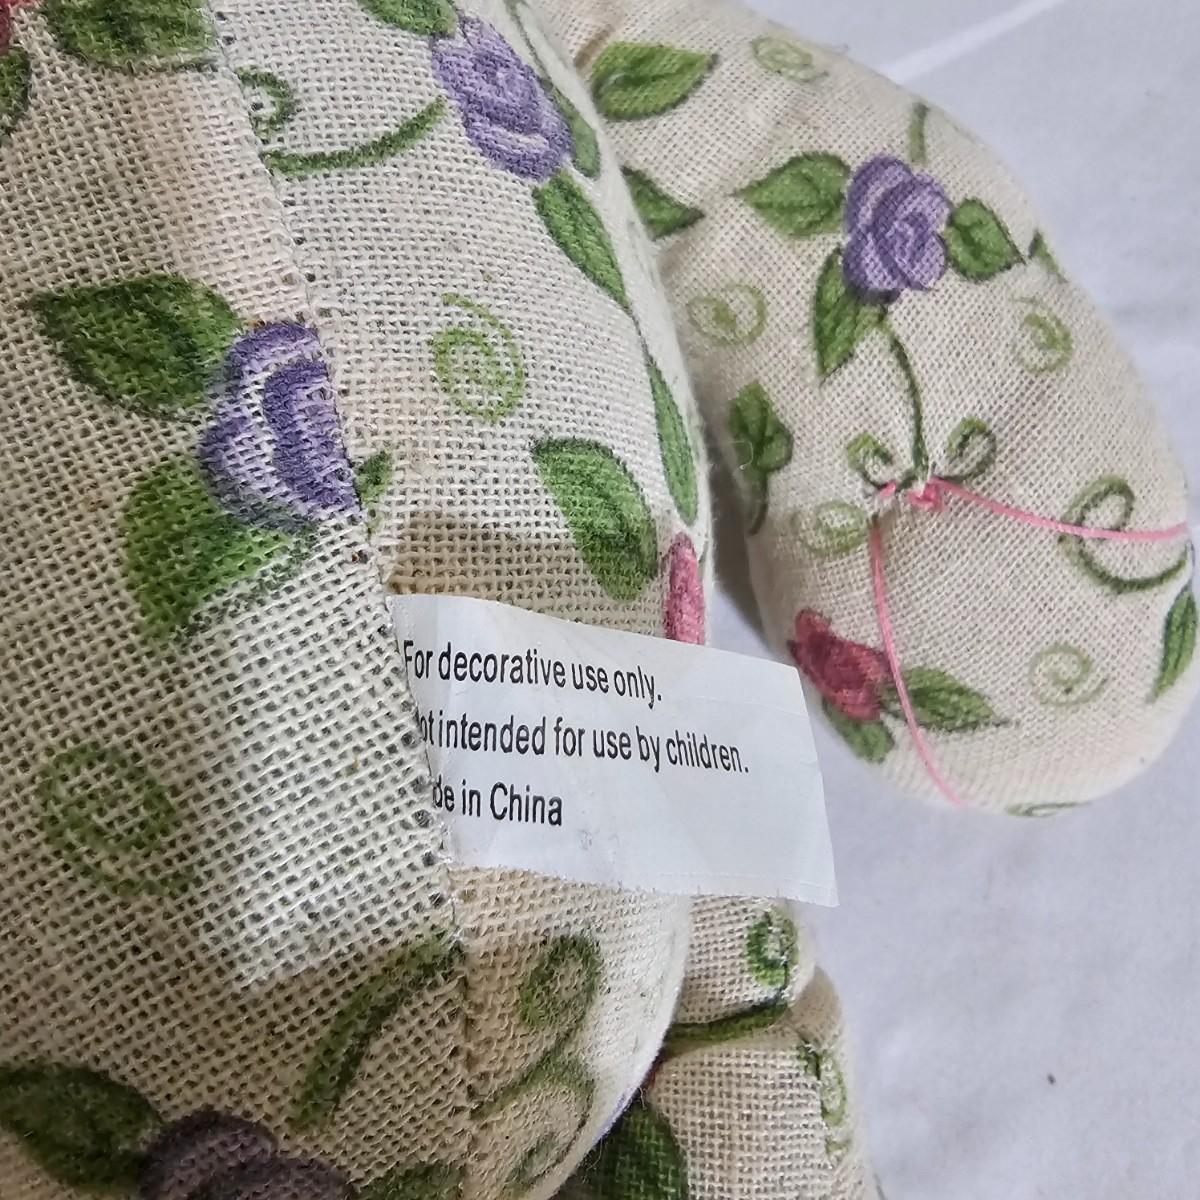 For decorative use only.
ot intended for use by children.
de in China